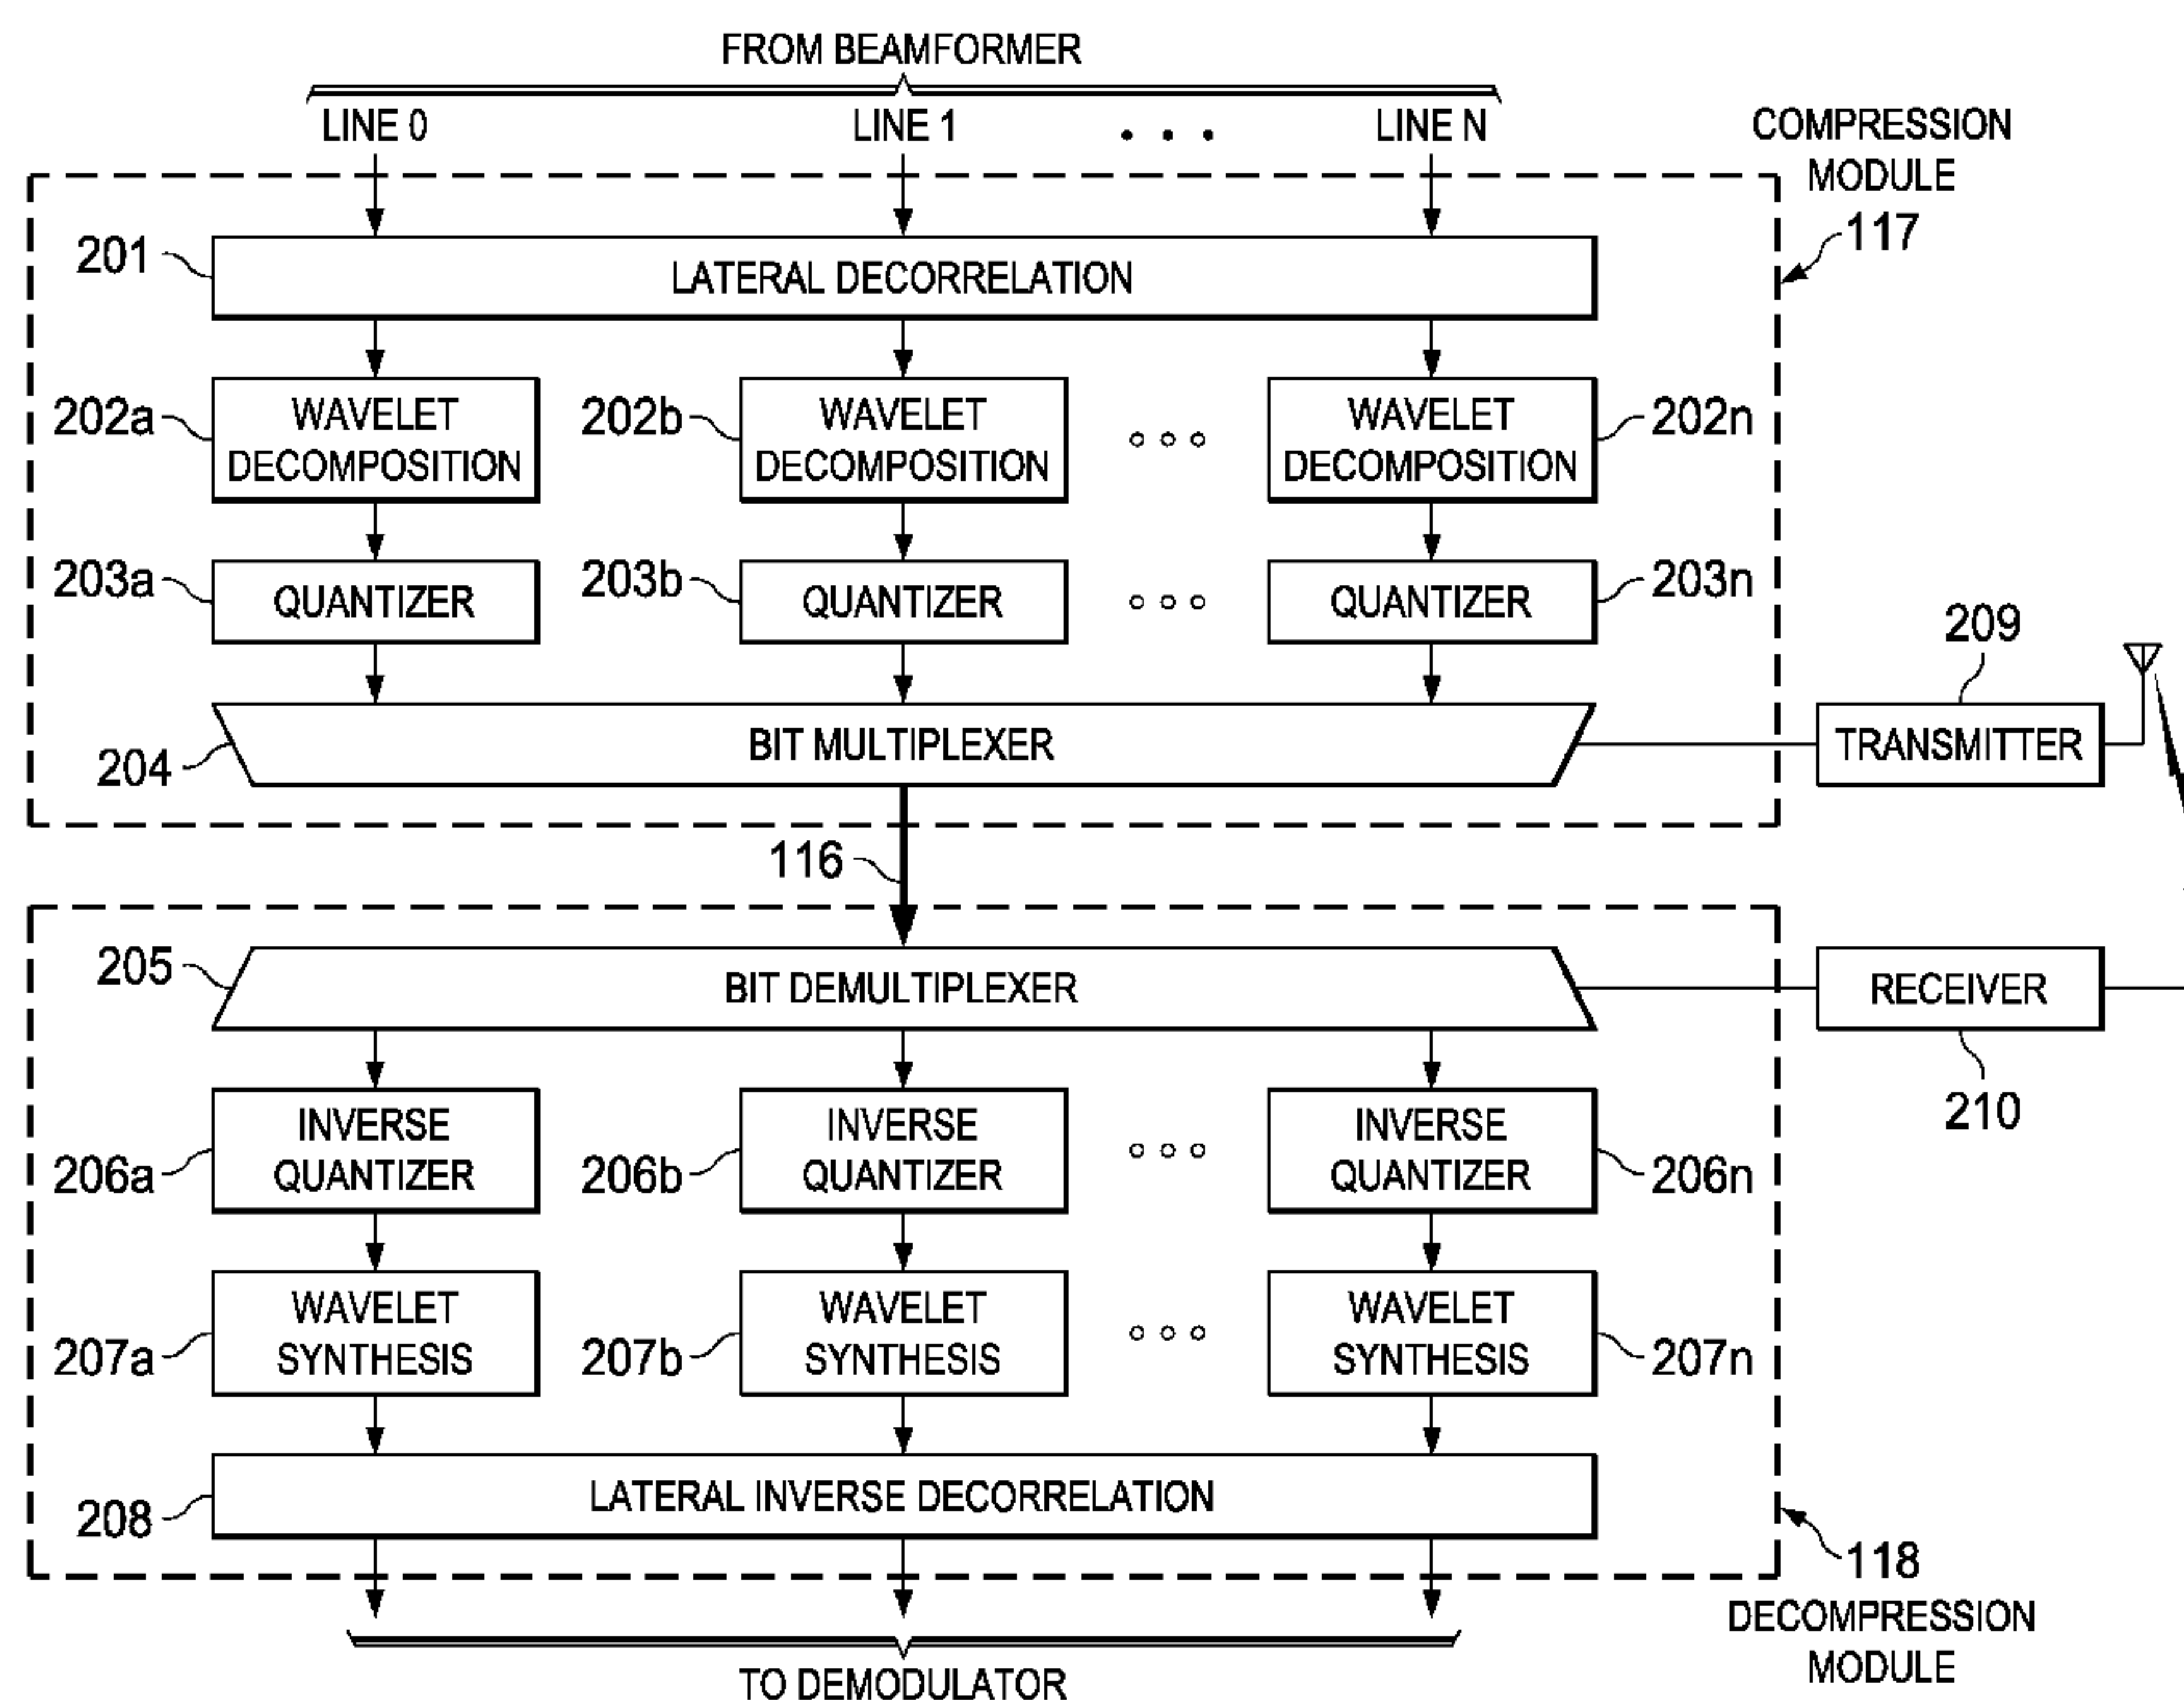 FROM BEAMFORMER
LINE 0 LINE 1 . . . LINE N
COMPRESSION
MODULE
117
201 LATERAL DECORRELATION
202a WAVELET DECOMPOSITION
202b WAVELET DECOMPOSITION
WAVELET DECOMPOSITION 202n
203a QUANTIZER
203b QUANTIZER
QUANTIZER 203n
204 BIT MULTIPLEXER
209
TRANSMITTER
116
205 BIT DEMULTIPLEXER
RECEIVER
210
206a INVERSE QUANTIZER
206b INVERSE QUANTIZER
INVERSE QUANTIZER 206n
207a WAVELET SYNTHESIS
207b WAVELET SYNTHESIS
WAVELET SYNTHESIS 207n
208 LATERAL INVERSE DECORRELATION
118
DECOMPRESSION
MODULE
TO DEMODULATOR